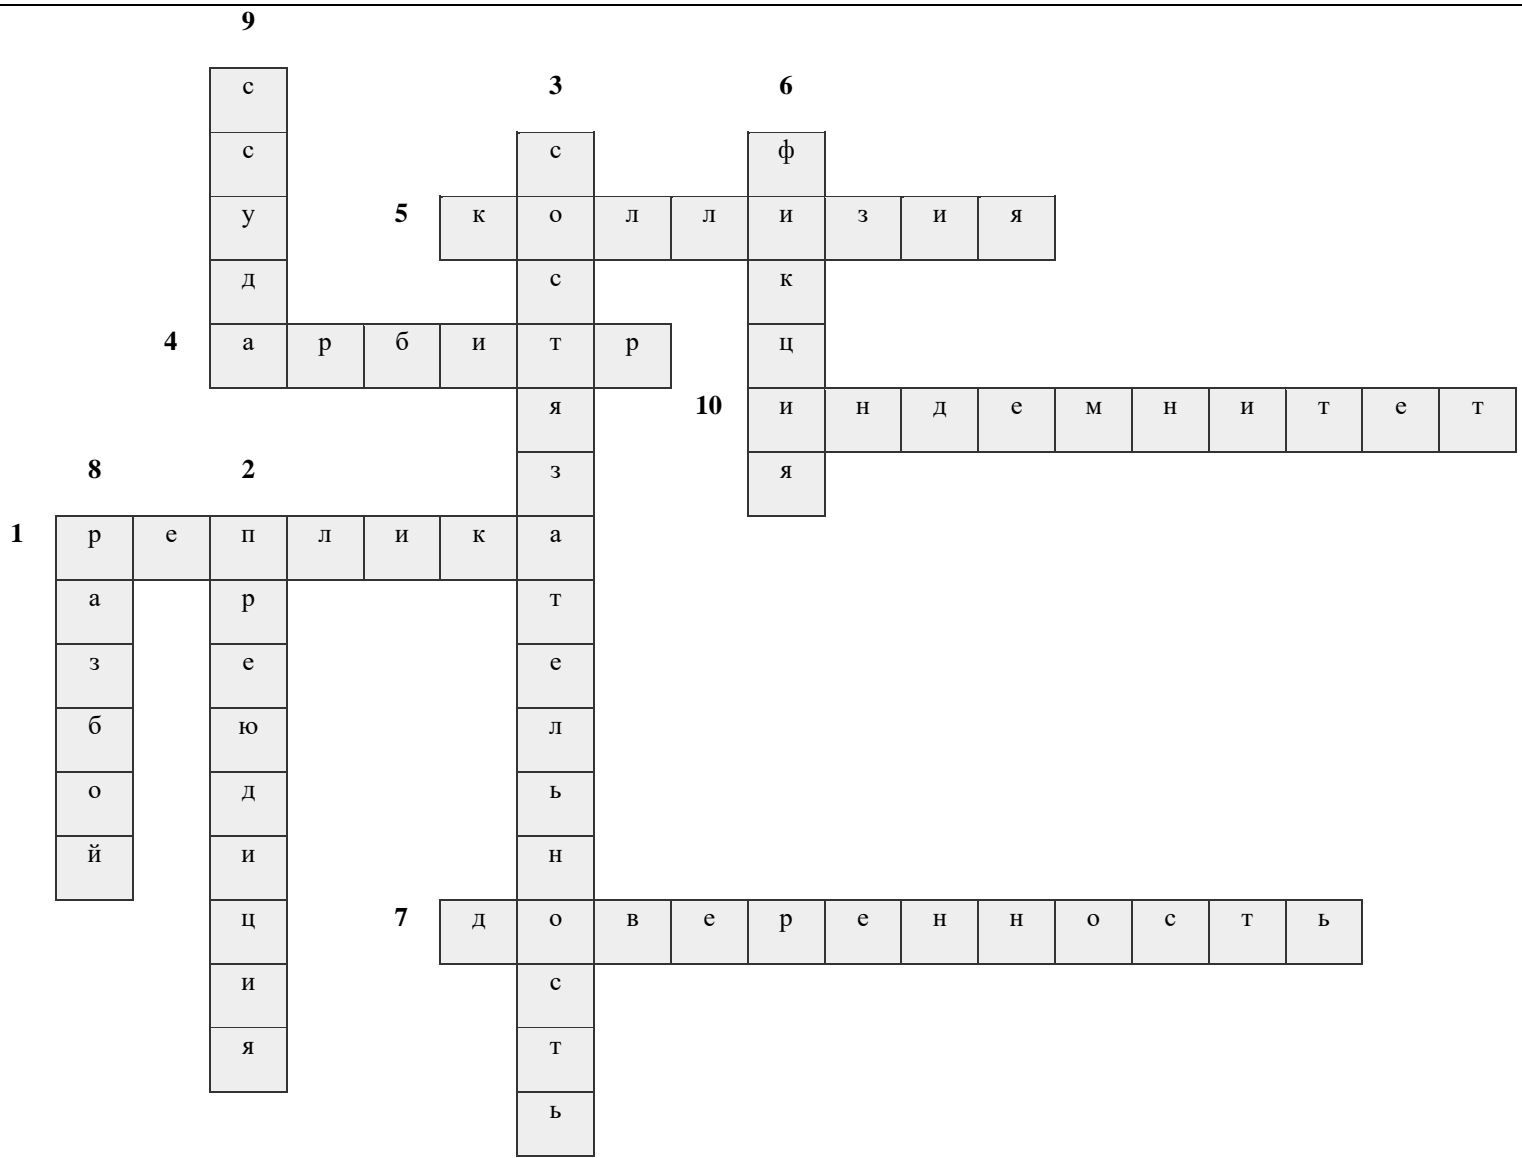 9
с 3 6
с с ф
у 5 к о л л и з и я
д с к
4 а р б и т р ц
я 10 и н д е м н и т е т
8 2 з я
1 р е п л и к а
а р т
з е е
б ю л
о д ь
й и н
ц 7 д о в е р е н н о с т ь
и с
я т
ь